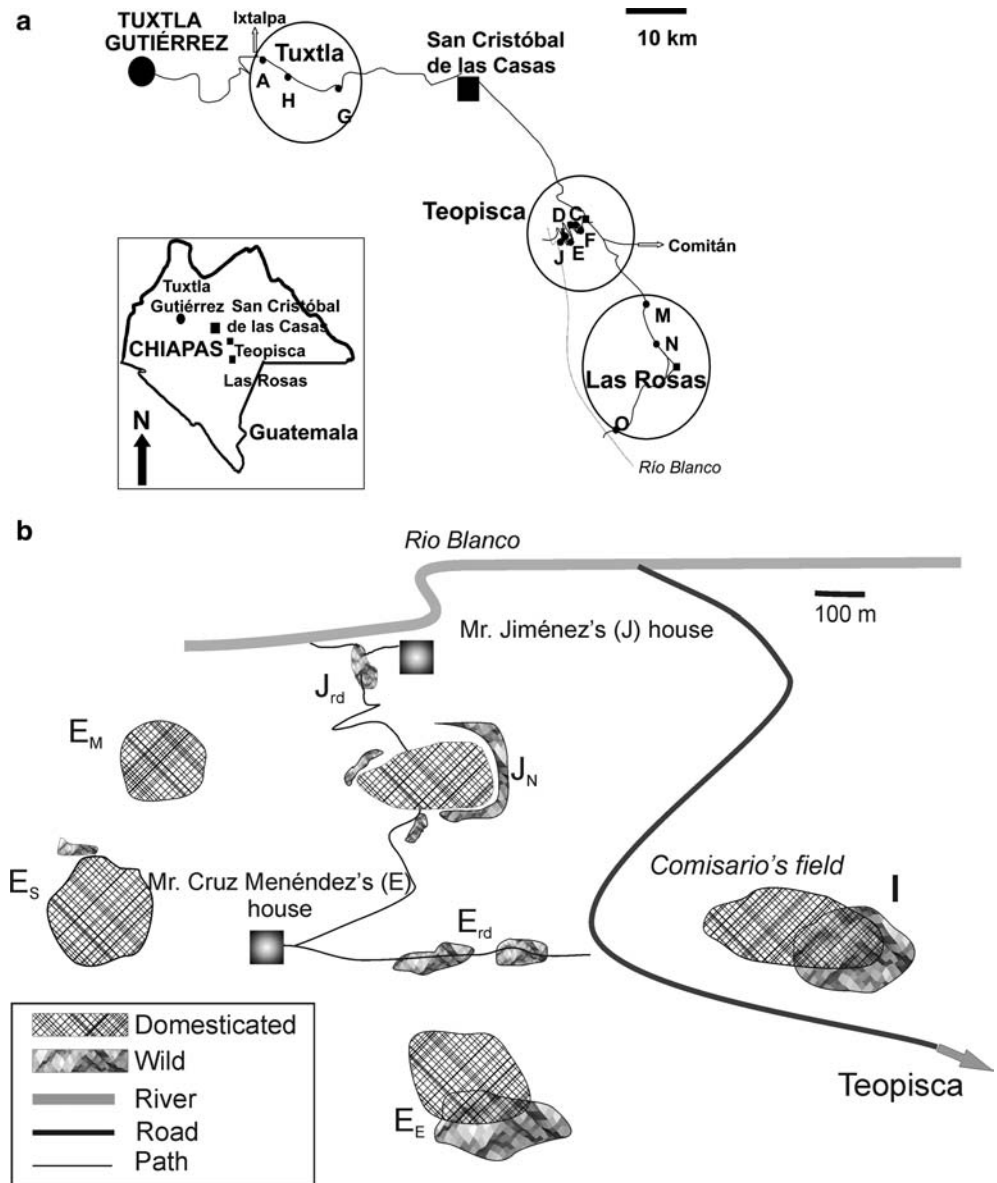 a
TUXTLA
GUTIÉRREZ
Ixtalpa
Tuxtla
A
H
G
San Cristóbal
de las Casas
10 km
Teopisca
D
C
F
E
J
Comitán
M
N
Las Rosas
O
Río Blanco
Tuxtla
Gutiérrez
San Cristóbal
de las Casas
CHIAPAS
Teopisca
Las Rosas
N
Guatemala
b
Rio Blanco
100 m
Mr. Jiménez's (J) house
Jrd
EM
JN
ES
Mr. Cruz Menéndez's (E)
house
Comisario's field
I
Erd
EE
Teopisca
Domesticated
Wild
River
Road
Path